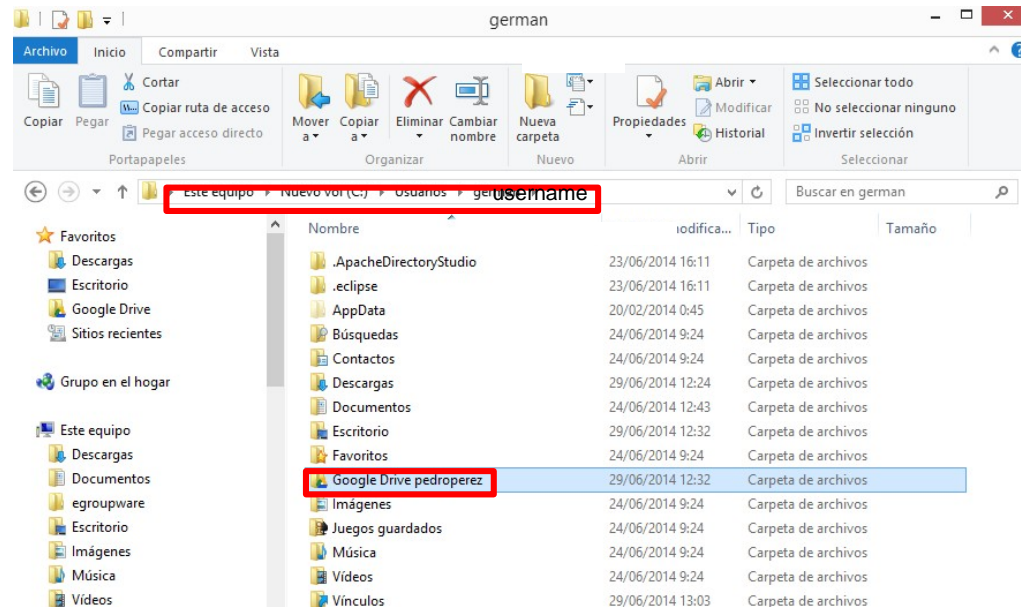 german
Archivo Inicio Compartir Vista
Copiar
Pegar
Cortar
Copiar ruta de acceso
Pegar acceso directo
Portapapeles
Mover a
Copiar a
Eliminar
Cambiar nombre
Organizar
Nueva carpeta
Nuevo
Propiedades
Abrir
Modificar
Historial
Abrir
Seleccionar todo
No seleccionar ninguno
Invertir selección
Seleccionar
Este equipo Nuevo vol (C:) Usuarios username
Buscar en german
Favoritos
Descargas
Escritorio
Google Drive
Sitios recientes
Grupo en el hogar
Este equipo
Descargas
Documentos
egroupware
Escritorio
Imágenes
Música
Vídeos
Nombre Tipo Tamaño
.ApacheDirectoryStudio 23/06/2014 16:11 Carpeta de archivos
.eclipse 23/06/2014 16:11 Carpeta de archivos
AppData 20/02/2014 0:45 Carpeta de archivos
Búsquedas 24/06/2014 9:24 Carpeta de archivos
Contactos 24/06/2014 9:24 Carpeta de archivos
Descargas 29/06/2014 12:24 Carpeta de archivos
Documentos 24/06/2014 12:43 Carpeta de archivos
Escritorio 29/06/2014 12:32 Carpeta de archivos
Favoritos 24/06/2014 9:24 Carpeta de archivos
Google Drive pedroperez 29/06/2014 12:32 Carpeta de archivos
Imágenes 24/06/2014 9:24 Carpeta de archivos
Juegos guardados 24/06/2014 9:24 Carpeta de archivos
Música 24/06/2014 9:24 Carpeta de archivos
Vídeos 24/06/2014 9:24 Carpeta de archivos
Vínculos 29/06/2014 13:03 Carpeta de archivos